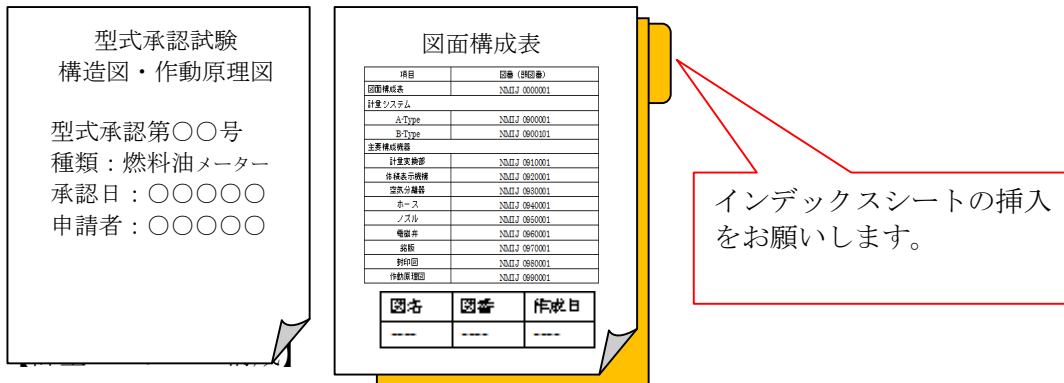 型式承認試験
構造図・作動原理図
型式承認第○○号
種類：燃料油メーター
承認日：○○○○○
申請者：○○○○○
図面構成表
項目 図番（部図番）
図面構成表 NMIJ 0000001
計量システム
A-Type NMIJ 0900001
B-Type NMIJ 0900101
主要構成機器
計量変換部 NMIJ 0910001
体積表示機構 NMIJ 0920001
空気分離器 NMIJ 0930001
ホース NMIJ 0940001
ノズル NMIJ 0950001
電磁弁 NMIJ 0960001
銘板 NMIJ 0970001
封印図 NMIJ 0980001
作動原理図 NMIJ 0990001
図名 図番 作成日
---- ---- ----
インデックスシートの挿入
をお願いします。